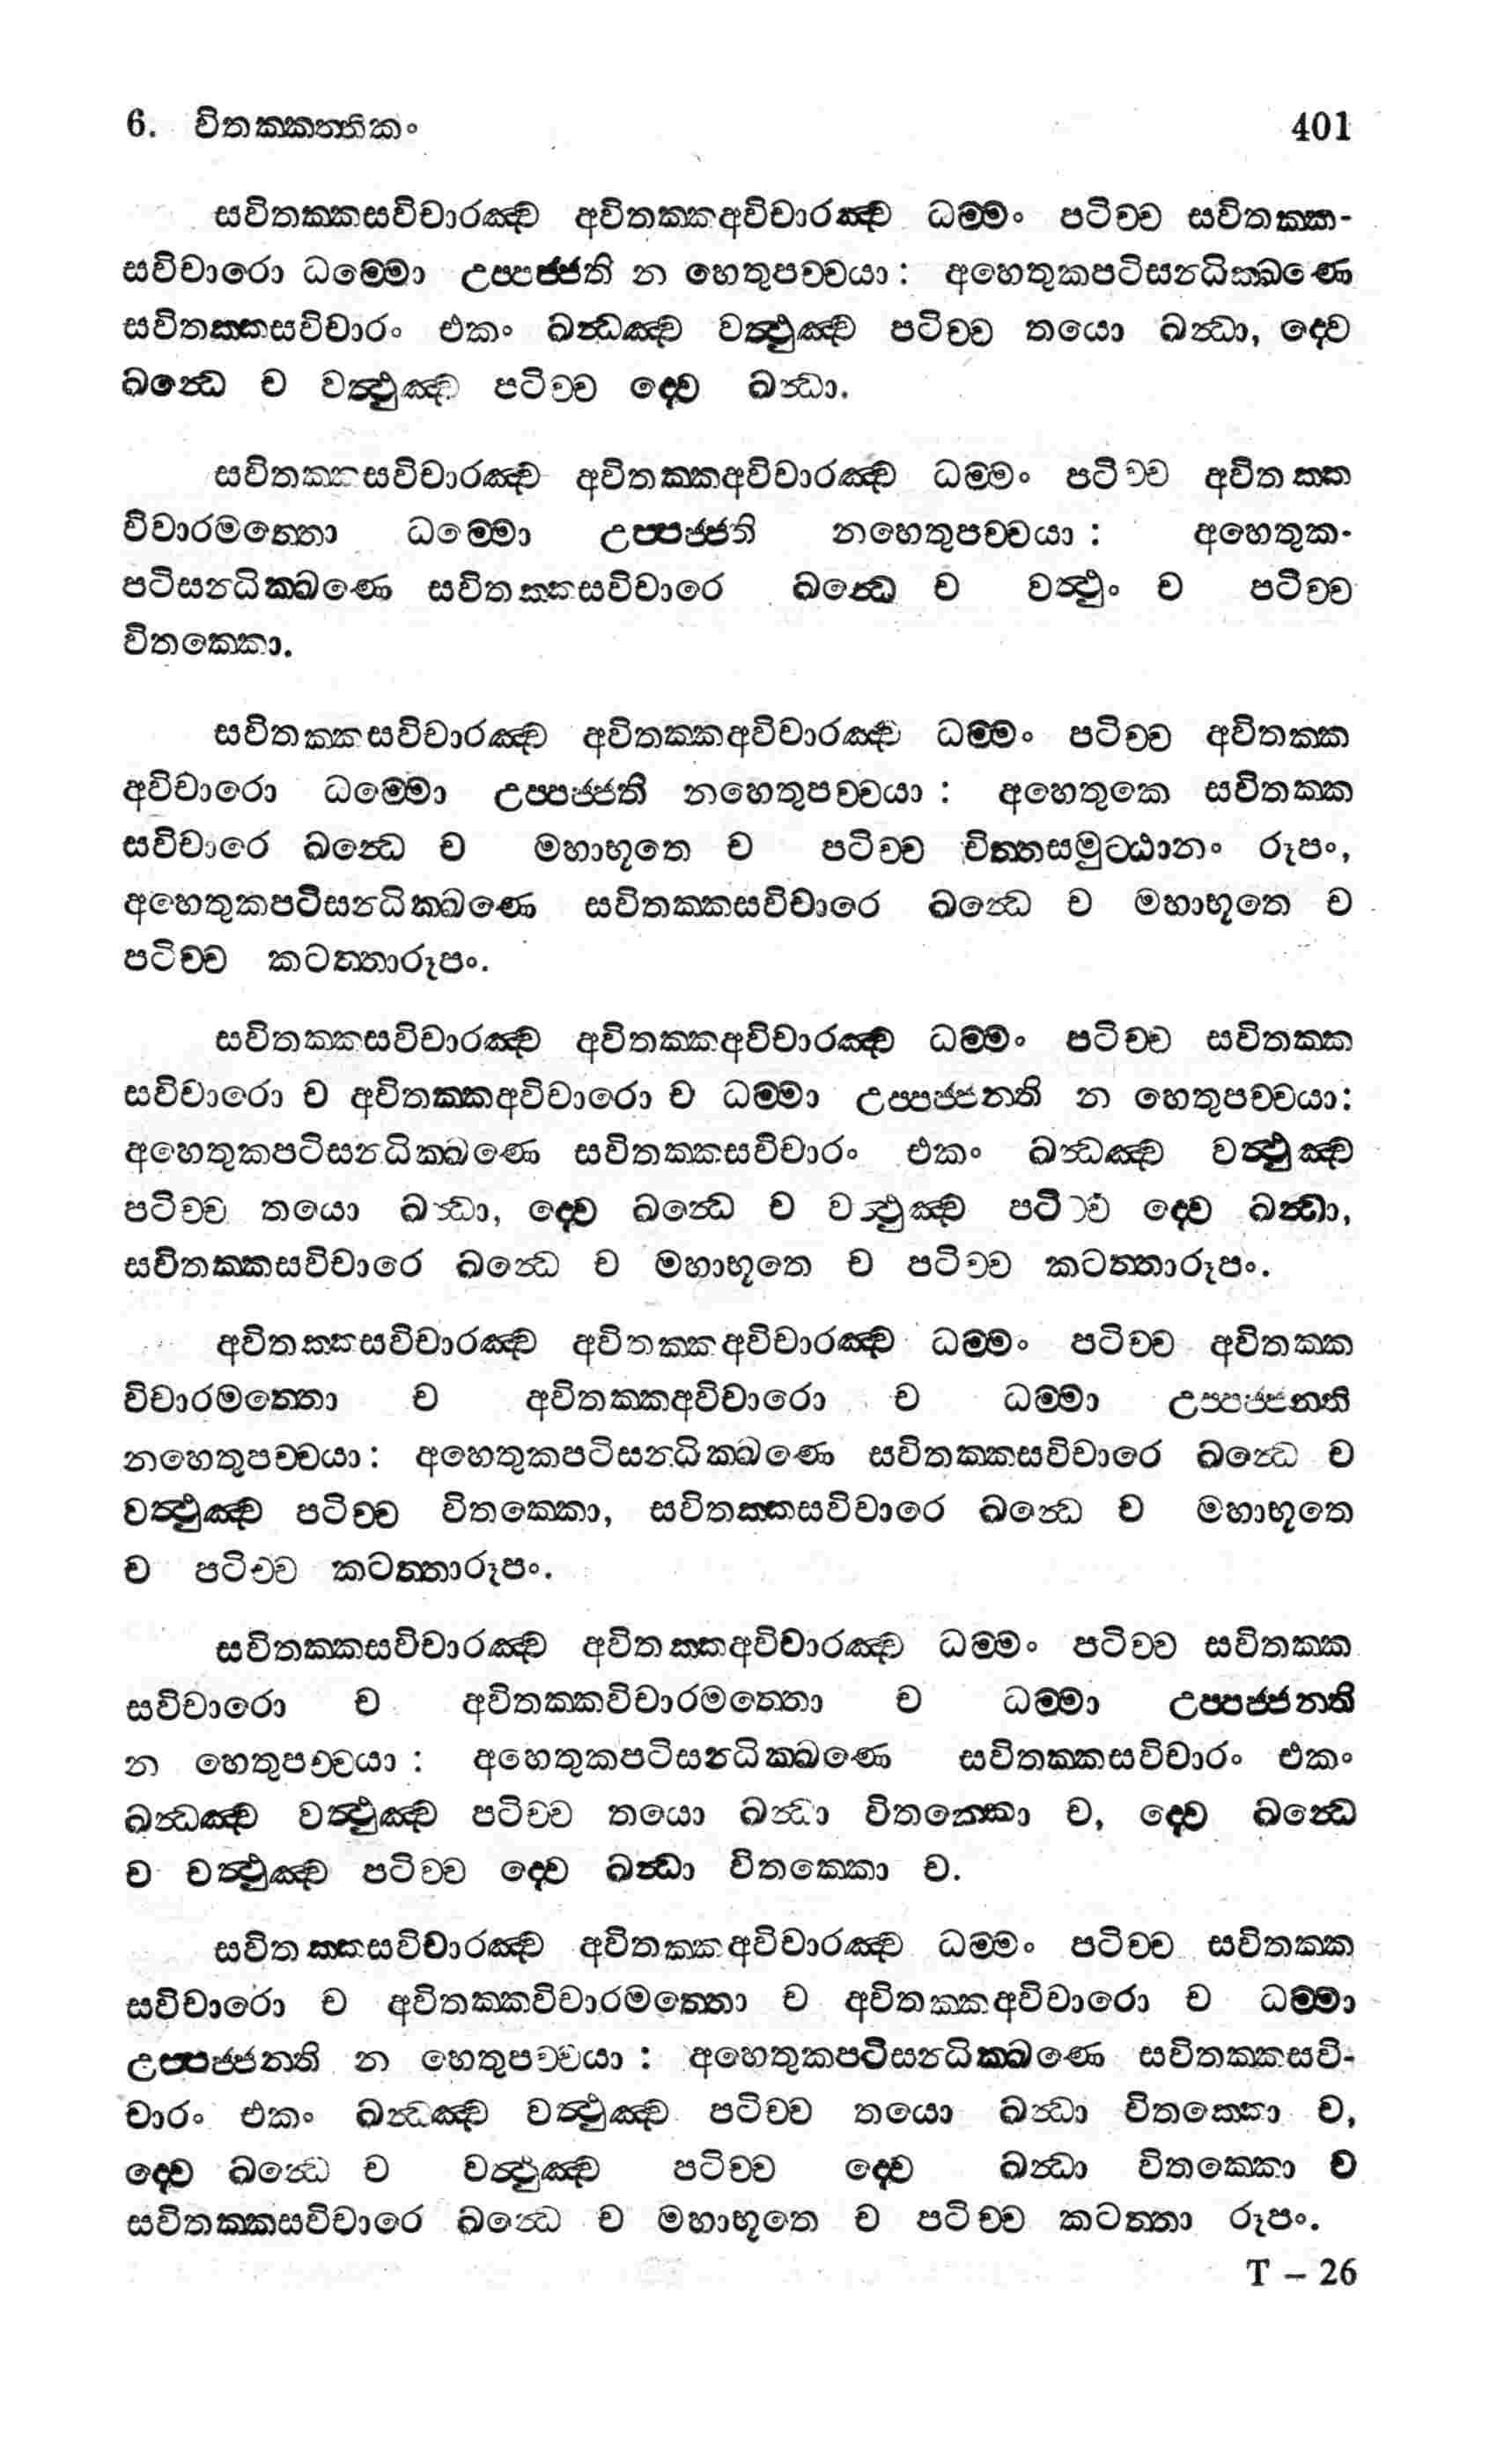 6. විතක්කත්තිකං 401
සවිතක්කසවිචාරඤ්ච අවිතක්කඅවිචාරඤ්ච ධම්මං පටිච්ච සවිතක්ක-
සවිචාරො ධම්මො උප්පජ්ජති න හෙතුපච්චයා: අහෙතුකපටිසන්ධික්ඛණෙ
සවිතක්කසවිචාරං එකං ඛන්ධඤ්ච වත්ථුඤ්ච පටිච්ච තයො ඛන්ධා, ද්වෙ
ඛන්ධෙ ච වත්ථුඤ්ච පටිච්ච ද්වෙ ඛන්ධා.
සවිතක්කසවිචාරඤ්ච අවිතක්කඅවිචාරඤ්ච ධම්මං පටිච්ච අවිතක්ක
විචාරමත්තො ධම්මො උප්පජ්ජති නහෙතුපච්චයා: අහෙතුක-
පටිසන්ධික්ඛණෙ සවිතක්කසවිචාරෙ ඛන්ධෙ ච වත්ථුං ච පටිච්ච
විතක්කො.
සවිතක්කසවිචාරඤ්ච අවිතක්කඅවිචාරඤ්ච ධම්මං පටිච්ච අවිතක්ක
අවිචාරො ධම්මො උප්පජ්ජති නහෙතුපච්චයා: අහෙතුකෙ සවිතක්ක
සවිචාරෙ ඛන්ධෙ ච මහාභූතෙ ච පටිච්ච චිත්තසමුට්ඨානං රූපං,
අහෙතුකපටිසන්ධික්ඛණෙ සවිතක්කසවිචාරෙ ඛන්ධෙ ච මහාභූතෙ ච
පටිච්ච කටත්තාරූපං.
සවිතක්කසවිචාරඤ්ච අවිතක්කඅවිචාරඤ්ච ධම්මං පටිච්ච සවිතක්ක
සවිචාරො ච අවිතක්කඅවිචාරො ච ධම්මා උප්පජ්ජන්ති න හෙතුපච්චයා:
අහෙතුකපටිසන්ධික්ඛණෙ සවිතක්කසවිචාරං එකං ඛන්ධඤ්ච වත්ථුඤ්ච
පටිච්ච තයො ඛන්ධා, ද්වෙ ඛන්ධෙ ච වත්ථුඤ්ච පටිච්ච ද්වෙ ඛන්ධා,
සවිතක්කසවිචාරෙ ඛන්ධෙ ච මහාභූතෙ ච පටිච්ච කටත්තාරූපං.
අවිතක්කසවිචාරඤ්ච අවිතක්කඅවිචාරඤ්ච ධම්මං පටිච්ච අවිතක්ක
විචාරමත්තො ච අවිතක්කඅවිචාරො ච ධම්මා උප්පජ්ජන්ති
නහෙතුපච්චයා: අහෙතුකපටිසන්ධික්ඛණෙ සවිතක්කසවිචාරෙ ඛන්ධෙ ච
වත්ථුඤ්ච පටිච්ච විතක්කො, සවිතක්කසවිචාරෙ ඛන්ධෙ ච මහාභූතෙ
ච පටිච්ච කටත්තාරූපං.
සවිතක්කසවිචාරඤ්ච අවිතක්කඅවිචාරඤ්ච ධම්මං පටිච්ච සවිතක්ක
සවිචාරො ච අවිතක්කවිචාරමත්තො ච ධම්මා උප්පජ්ජන්ති
න හෙතුපච්චයා: අහෙතුකපටිසන්ධික්ඛණෙ සවිතක්කසවිචාරං එකං
ඛන්ධඤ්ච වත්ථුඤ්ච පටිච්ච තයො ඛන්ධා විතක්කො ච, ද්වෙ ඛන්ධෙ
ච චත්ථුඤ්ච පටිච්ච ද්වෙ ඛන්ධා විතක්කො ච.
සවිතක්කසවිචාරඤ්ච අවිතක්කඅවිචාරඤ්ච ධම්මං පටිච්ච සවිතක්ක
සවිචාරො ච අවිතක්කවිචාරමත්තො ච අවිතක්කඅවිචාරො ච ධම්මා
උප්පජ්ජන්ති න හෙතුපච්චයා: අහෙතුකපටිසන්ධික්ඛණෙ සවිතක්කසවි-
චාරං එකං ඛන්ධඤ්ච වත්ථුඤ්ච පටිච්ච තයො ඛන්ධා විතක්කො ච,
ද්වෙ ඛන්ධෙ ච වත්ථුඤ්ච පටිච්ච ද්වෙ ඛන්ධා විතක්කො ච
සවිතක්කසවිචාරෙ ඛන්ධෙ ච මහාභූතෙ ච පටිච්ච කටත්තා රූපං.
T – 26